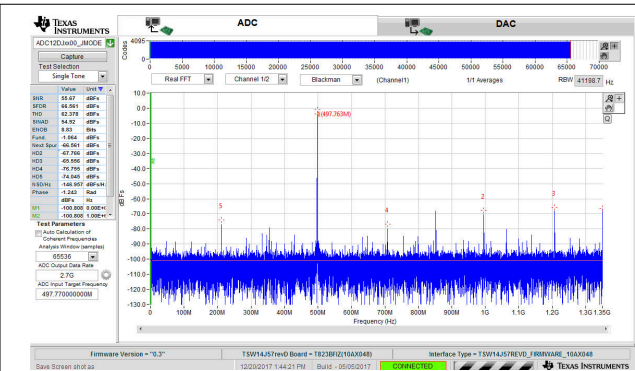 TEXAS INSTRUMENTS
ADC
DAC
ADC12DJxx00_JMODE
Capture
Test Selection
Single Tone
Value Unit
SNR 55.67 dBFs
SFDR 66.561 dBFs
THD 62.378 dBFs
SINAD 54.92 dBFs
ENOB 8.83 Bits
Fund. -1.064 dBFs
Next Spur -66.561 dBFs
HD2 -67.766 dBFs
HD3 -65.556 dBFs
HD4 -76.755 dBFs
HD5 -74.041 dBFs
NSD/Hz -146.957 dBFs/H
Phase -1.243 Rad
dBFs Hz
M1 -100.808 0.00E+
M2 -100.808 1.00E+
Test Parameters
Auto Calculation of
Coherent Frequencies
Analysis Window (samples)
65536
ADC Output Data Rate
2.7G
ADC Input Target Frequency
497.770000000M
Codes
4095
0
0 5000 10000 15000 20000 25000 30000 35000 40000 45000 50000 55000 60000 65000 70000
Real FFT
Channel 1/2
Blackman
(Channel1)
1/1 Averages
RBW 41198.7 Hz
dBFs
10.0
0.0
-10.0
-20.0
-30.0
-40.0
-50.0
-60.0
-70.0
-80.0
-90.0
-100.0
-110.0
-120.0
-130.0
(497.763M)
5
4
2
3
0 100M 200M 300M 400M 500M 600M 700M 800M 900M 1G 1.1G 1.2G 1.3G 1.35G
Frequency (Hz)
Firmware Version = "0.3"
TSW14J57revD Board = T823BFIZ(10AX048)
Interface Type = TSW14J57REVD_FIRMWARE_10AX048
Save Screen shot as
12/20/2017 1:44:21 PM
Build - 05/05/2017
CONNECTED
TEXAS INSTRUMENTS